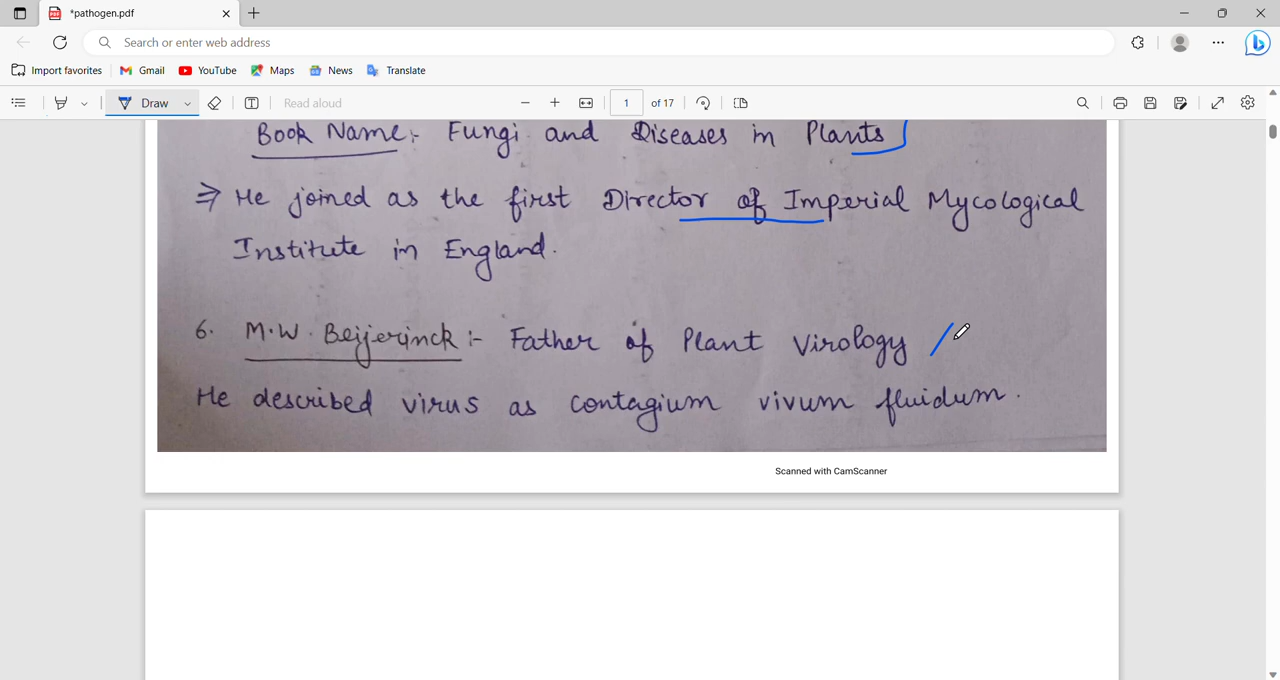 *pathogen.pdf
Search or enter web address
Import favorites Gmail YouTube Maps News Translate
Draw Read aloud 1 of 17
Book Name:- Fungi and Diseases in Plants
⇒ He joined as the first Director of Imperial Mycological
Institute in England.
6. M.W. Beijerinck :- Father of Plant Virology /
He described virus as contagium vivum fluidum.
Scanned with CamScanner